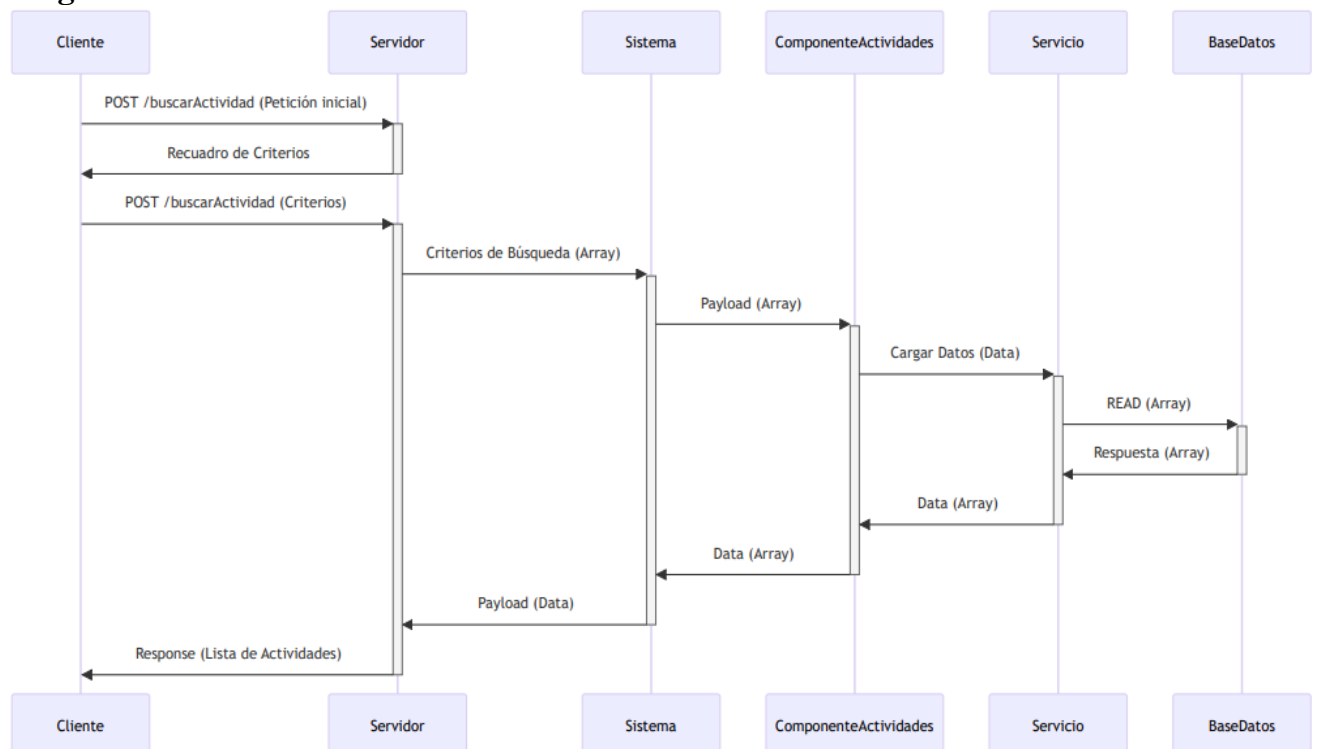 Cliente
Servidor
Sistema
ComponenteActividades
Servicio
BaseDatos
POST /buscarActividad (Petición inicial)
Recuadro de Criterios
POST /buscarActividad (Criterios)
Criterios de Búsqueda (Array)
Payload (Array)
Cargar Datos (Data)
READ (Array)
Respuesta (Array)
Data (Array)
Data (Array)
Payload (Data)
Response (Lista de Actividades)
Cliente
Servidor
Sistema
ComponenteActividades
Servicio
BaseDatos